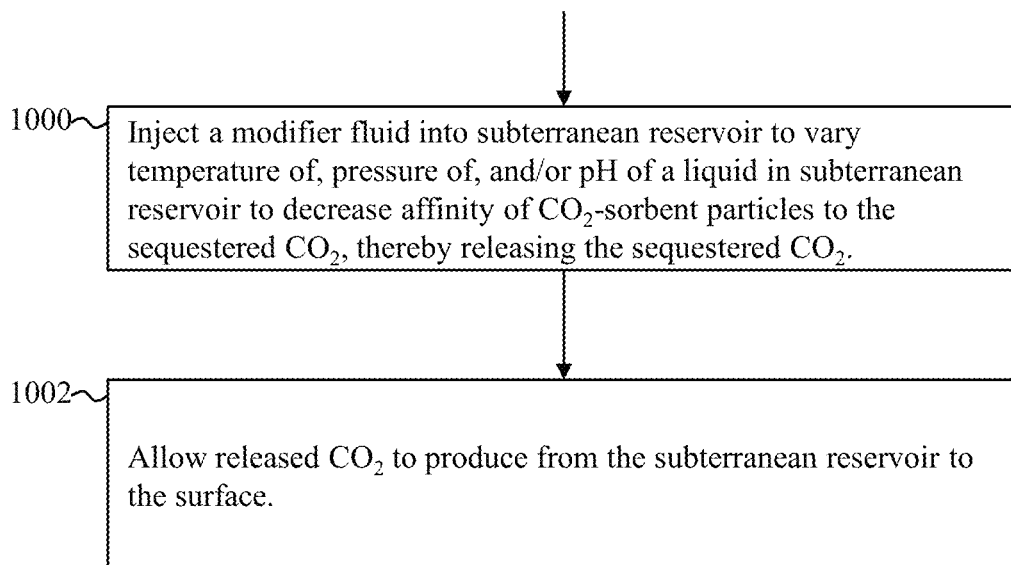 1000
Inject a modifier fluid into subterranean reservoir to vary
temperature of, pressure of, and/or pH of a liquid in subterranean
reservoir to decrease affinity of CO₂-sorbent particles to the
sequestered CO₂, thereby releasing the sequestered CO₂.
1002
Allow released CO₂ to produce from the subterranean reservoir to
the surface.